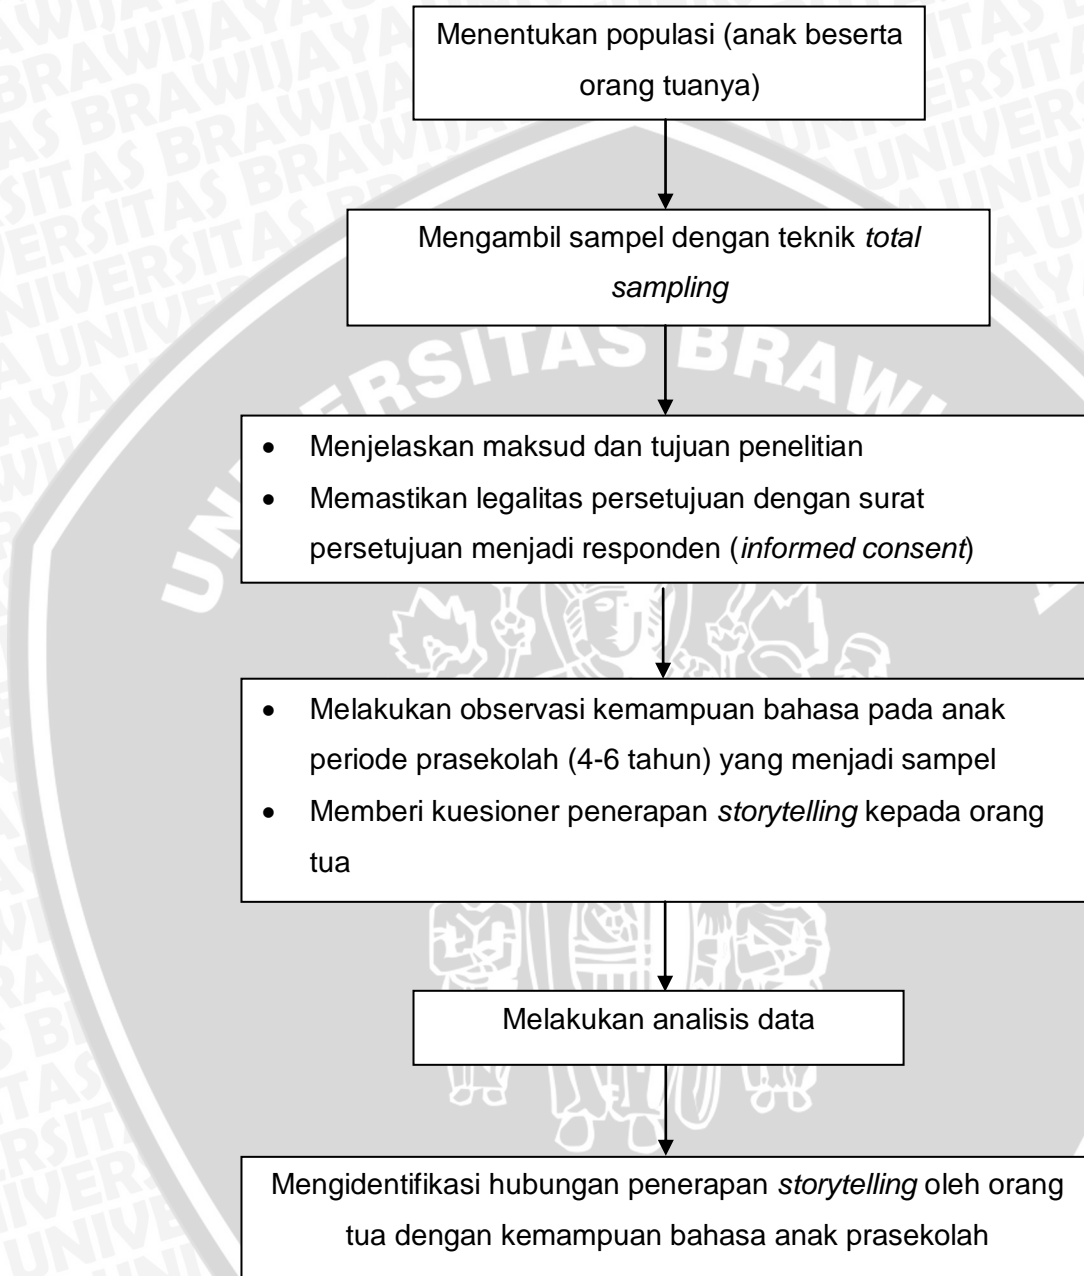 Menentukan populasi (anak beserta
orang tuanya)
Mengambil sampel dengan teknik total
sampling
• Menjelaskan maksud dan tujuan penelitian
• Memastikan legalitas persetujuan dengan surat
persetujuan menjadi responden (informed consent)
• Melakukan observasi kemampuan bahasa pada anak
periode prasekolah (4-6 tahun) yang menjadi sampel
• Memberi kuesioner penerapan storytelling kepada orang
tua
Melakukan analisis data
Mengidentifikasi hubungan penerapan storytelling oleh orang
tua dengan kemampuan bahasa anak prasekolah